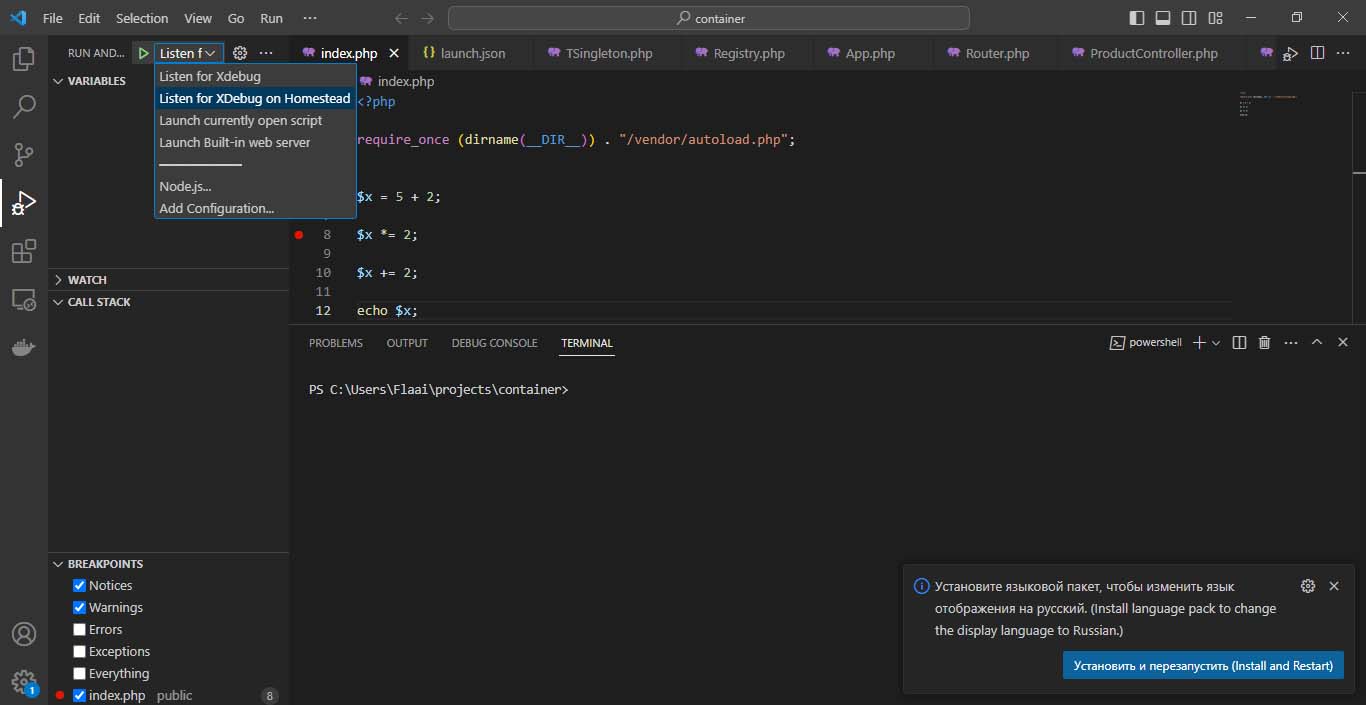 File Edit Selection View Go Run ···
container
RUN AND... Listen f
index.php launch.json TSingleton.php Registry.php App.php Router.php ProductController.php
VARIABLES
Listen for Xdebug
Listen for XDebug on Homestead
Launch currently open script
Launch Built-in web server
Node.js...
Add Configuration...
index.php
<?php
require_once (dirname(__DIR__)) . "/vendor/autoload.php";
$x = 5 + 2;
8 $x *= 2;
9
10 $x += 2;
11
12 echo $x;
WATCH
CALL STACK
PROBLEMS OUTPUT DEBUG CONSOLE TERMINAL
powershell
PS C:\Users\Flaai\projects\container>
BREAKPOINTS
Notices
Warnings
Errors
Exceptions
Everything
index.php public 8
1
Установите языковой пакет, чтобы изменить язык
отображения на русский. (Install language pack to change
the display language to Russian.)
Установить и перезапустить (Install and Restart)